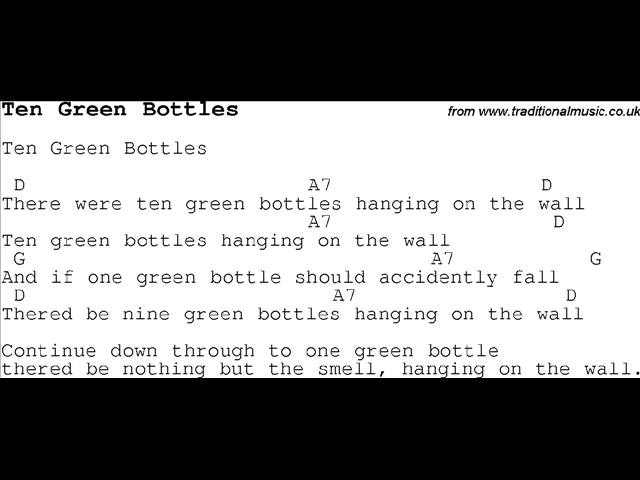 Ten Green Bottles from www.traditionalmusic.co.uk
Ten Green Bottles
D A7 D
There were ten green bottles hanging on the wall
A7 D
Ten green bottles hanging on the wall
G A7 G
And if one green bottle should accidently fall
D A7 D
Thered be nine green bottles hanging on the wall
Continue down through to one green bottle
thered be nothing but the smell, hanging on the wall.